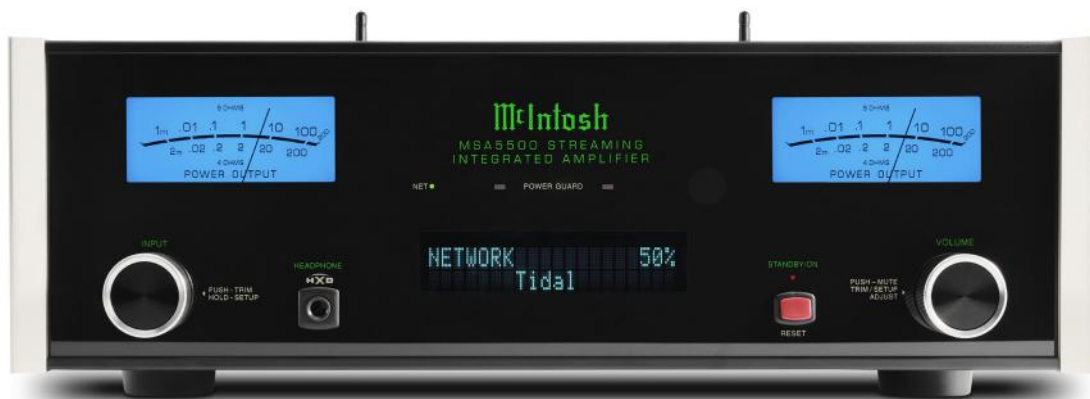 8 OHMS
1m .01 .1 1 10 100 200
2m .02 .2 2 20 200
4 OHMS
POWER OUTPUT
McIntosh
MSA5500 STREAMING
INTEGRATED AMPLIFIER
NET
POWER GUARD
8 OHMS
1m .01 .1 1 10 100 200
2m .02 .2 2 20 200
4 OHMS
POWER OUTPUT
INPUT
PUSH-TRIM
HOLD-SETUP
HEADPHONE
HXD
NETWORK 50%
Tidal
STANDBY/ON
RESET
VOLUME
PUSH-MUTE
TRIM/SETUP
ADJUST